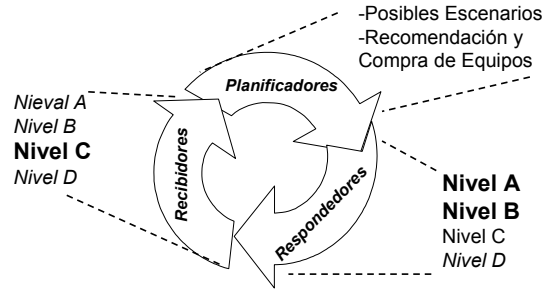 -Posibles Escenarios
-Recomendación y
Compra de Equipos
Planificadores
Nieval A
Nivel B
Nivel C
Nivel D
Recibidores
Respondedores
Nivel A
Nivel B
Nivel C
Nivel D